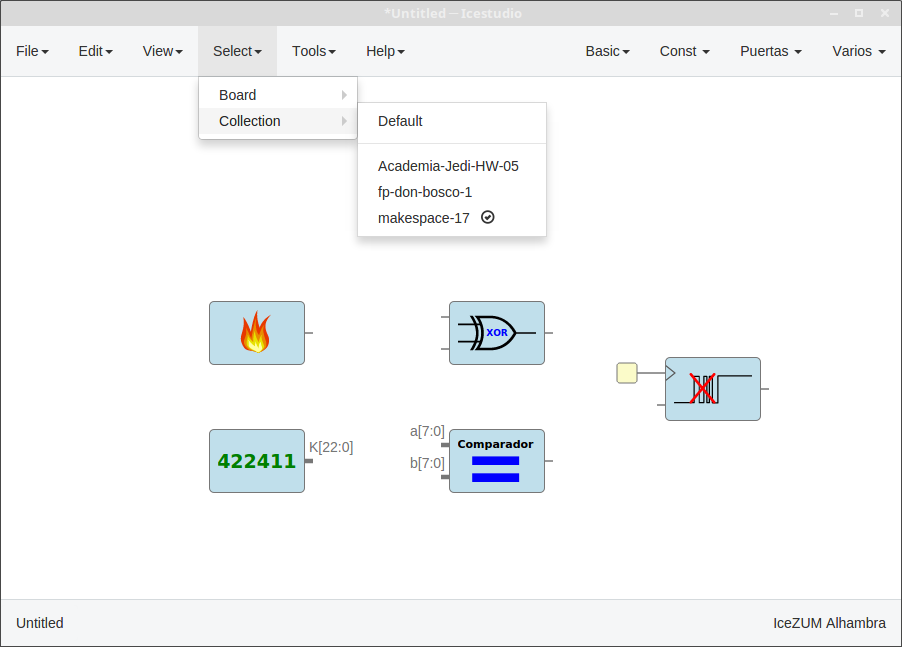 *Untitled – Icestudio
File Edit View Select Tools Help Basic Const Puertas Varios
Board
Collection
Default
Academia-Jedi-HW-05
fp-don-bosco-1
makespace-17
XOR
422411
K[22:0]
a[7:0]
b[7:0]
Comparador
Untitled
IceZUM Alhambra